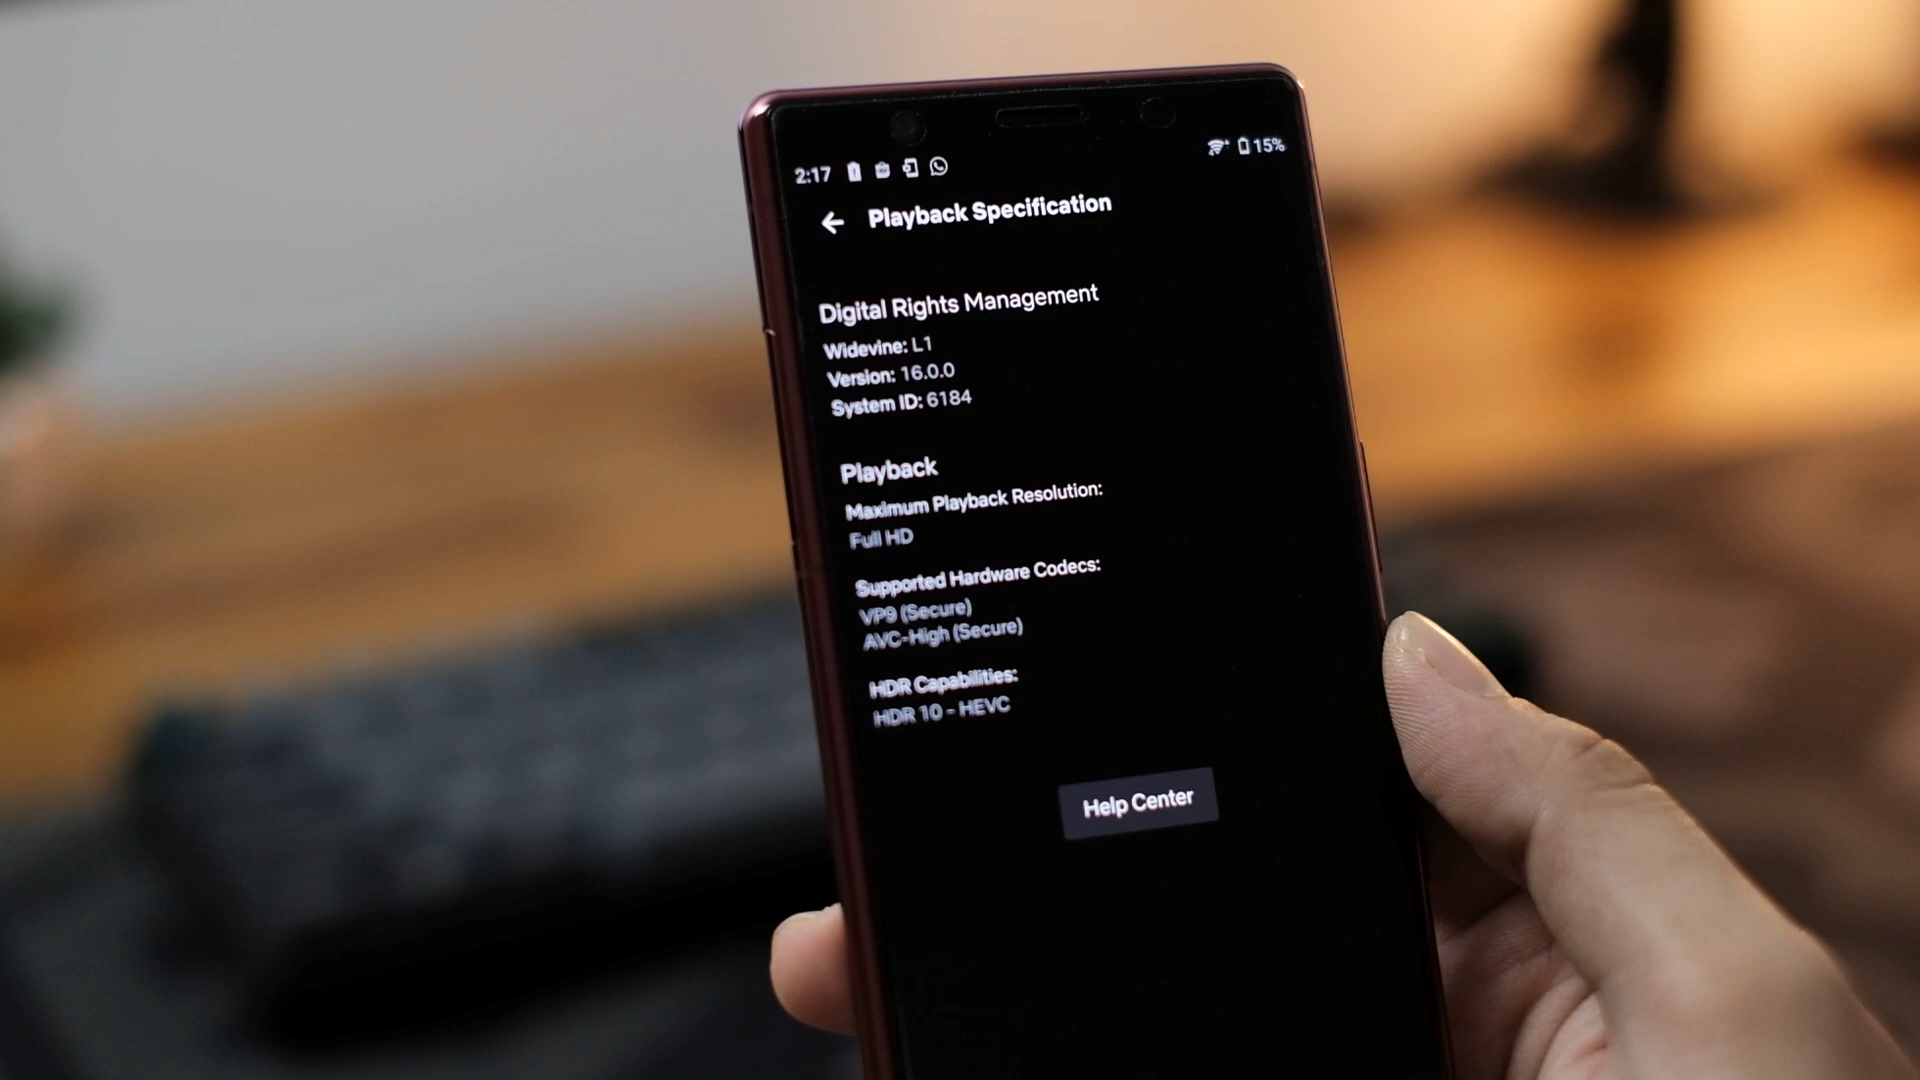 2:17 15%
Playback Specification
Digital Rights Management
Widevine: L1
Version: 16.0.0
System ID: 6184
Playback
Maximum Playback Resolution:
Full HD
Supported Hardware Codecs:
VP9 (Secure)
AVC-High (Secure)
HDR Capabilities:
HDR 10 - HEVC
Help Center